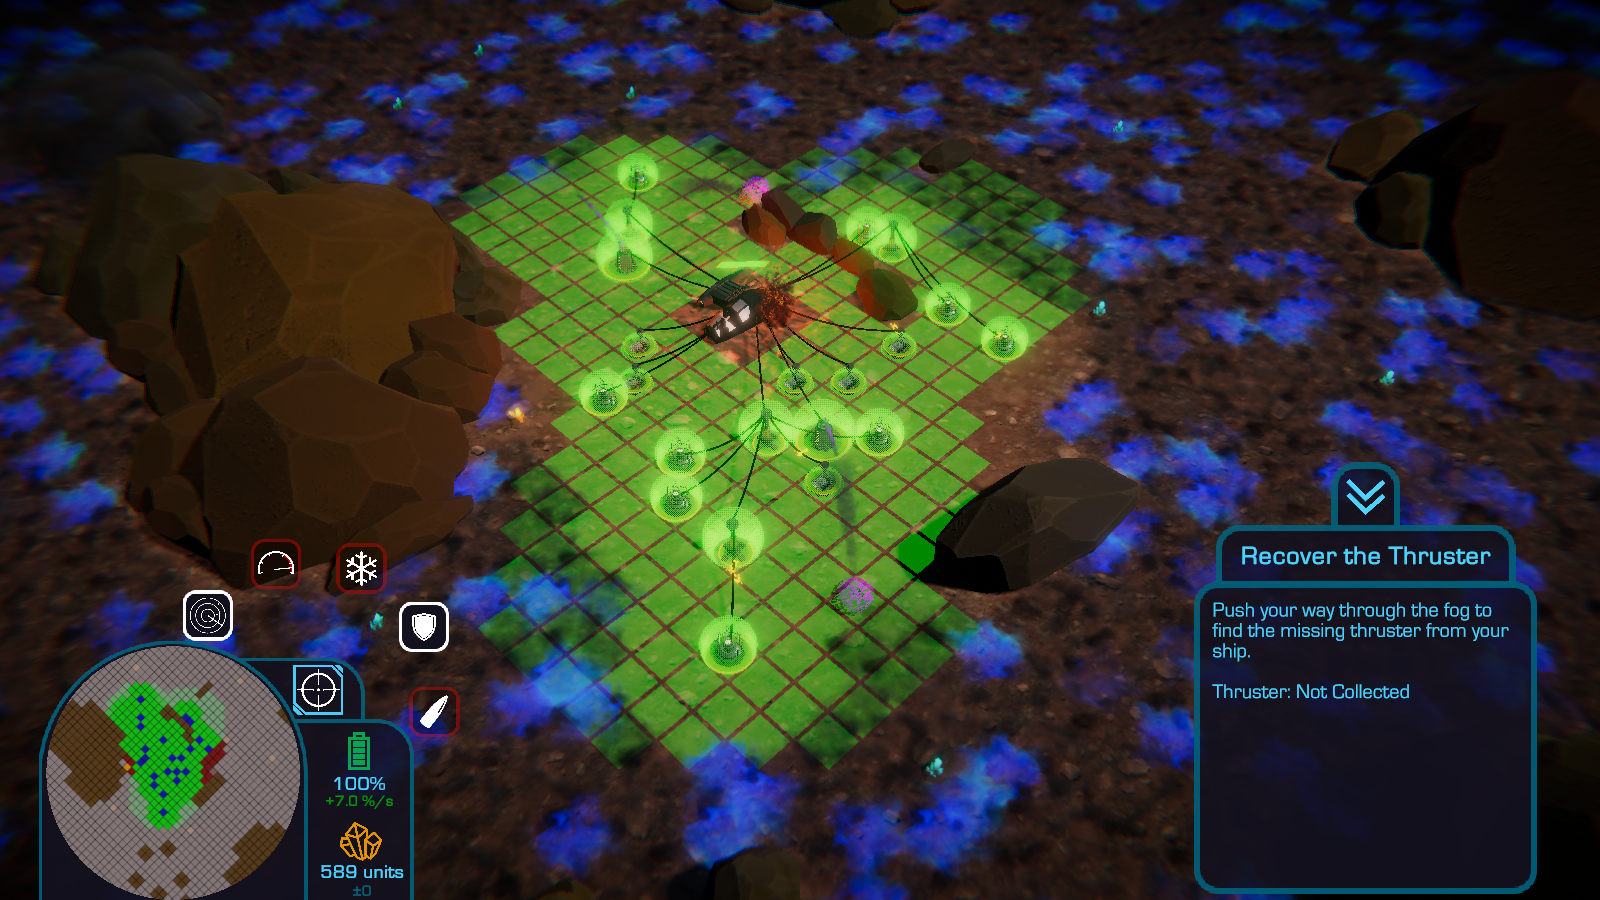 Recover the Thruster
Push your way through the fog to
find the missing thruster from your
ship.
Thruster: Not Collected
100%
+7.0 %/s
589 units
±0